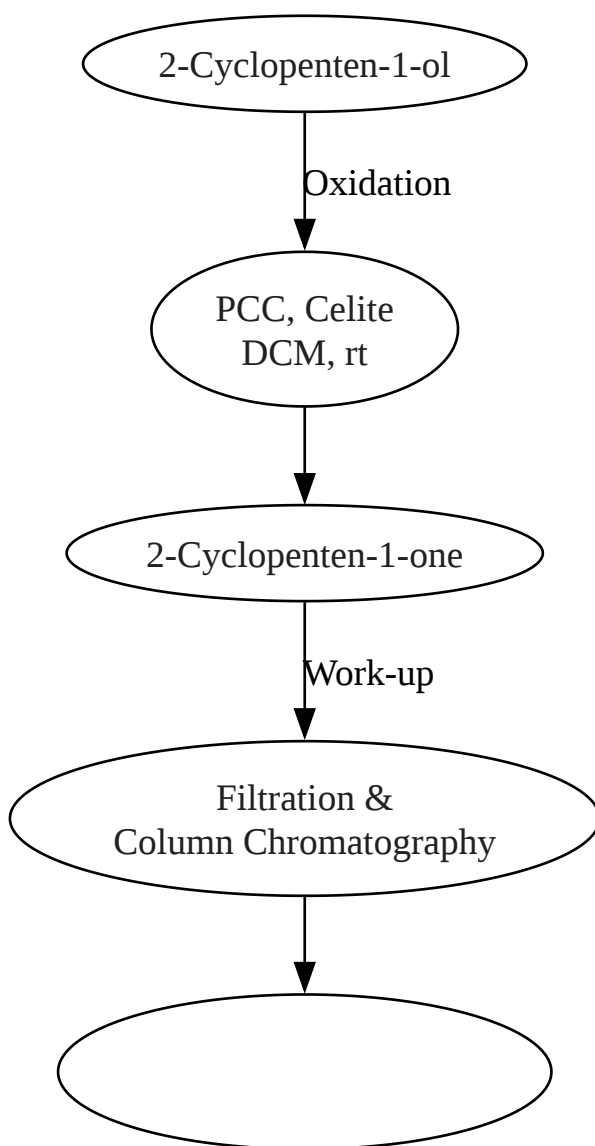 2-Cyclopenten-1-ol
Oxidation
PCC, Celite
DCM, rt
2-Cyclopenten-1-one
Work-up
Filtration &
Column Chromatography